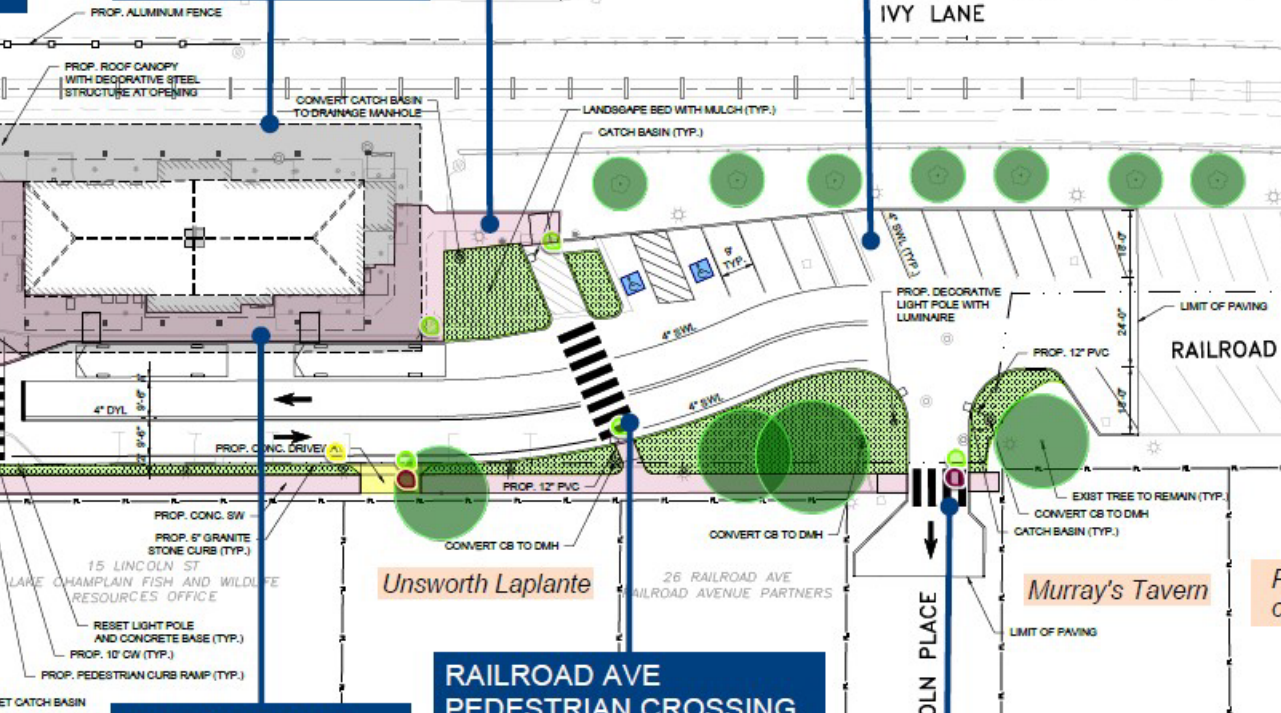 PROP. ALUMINUM FENCE
IVY LANE
PROP. ROOF CANOPY
WITH DECORATIVE STEEL
STRUCTURE AT OPENING
CONVERT CATCH BASIN
TO DRAINAGE MANHOLE
LANDSCAPE BED WITH MULCH (TYP.)
CATCH BASIN (TYP.)
4" SWL (TYP.)
9'
TYP.
18'-0"
PROP. DECORATIVE
LIGHT POLE WITH
LUMINAIRE
LIMIT OF PAVING
24'-0"
4" SWL
PROP. 12" PVC
RAILROAD
4" SWL
18'-0"
4" DYL
9'-6"
9'-6"
PROP. CONC. DRIVEWAY
PROP. 12" PVC
EXIST TREE TO REMAIN (TYP.)
CONVERT CB TO DMH
CATCH BASIN (TYP.)
PROP. CONC. SW
PROP. 6" GRANITE
STONE CURB (TYP.)
CONVERT CB TO DMH
CONVERT CB TO DMH
15 LINCOLN ST
LAKE CHAMPLAIN FISH AND WILDLIFE
RESOURCES OFFICE
Unsworth Laplante
26 RAILROAD AVE
RAILROAD AVENUE PARTNERS
Murray's Tavern
RESET LIGHT POLE
AND CONCRETE BASE (TYP.)
PROP. 10' CW (TYP.)
PROP. PEDESTRIAN CURB RAMP (TYP.)
LIMIT OF PAVING
OLN PLACE
ET CATCH BASIN
RAILROAD AVE
PEDESTRIAN CROSSING